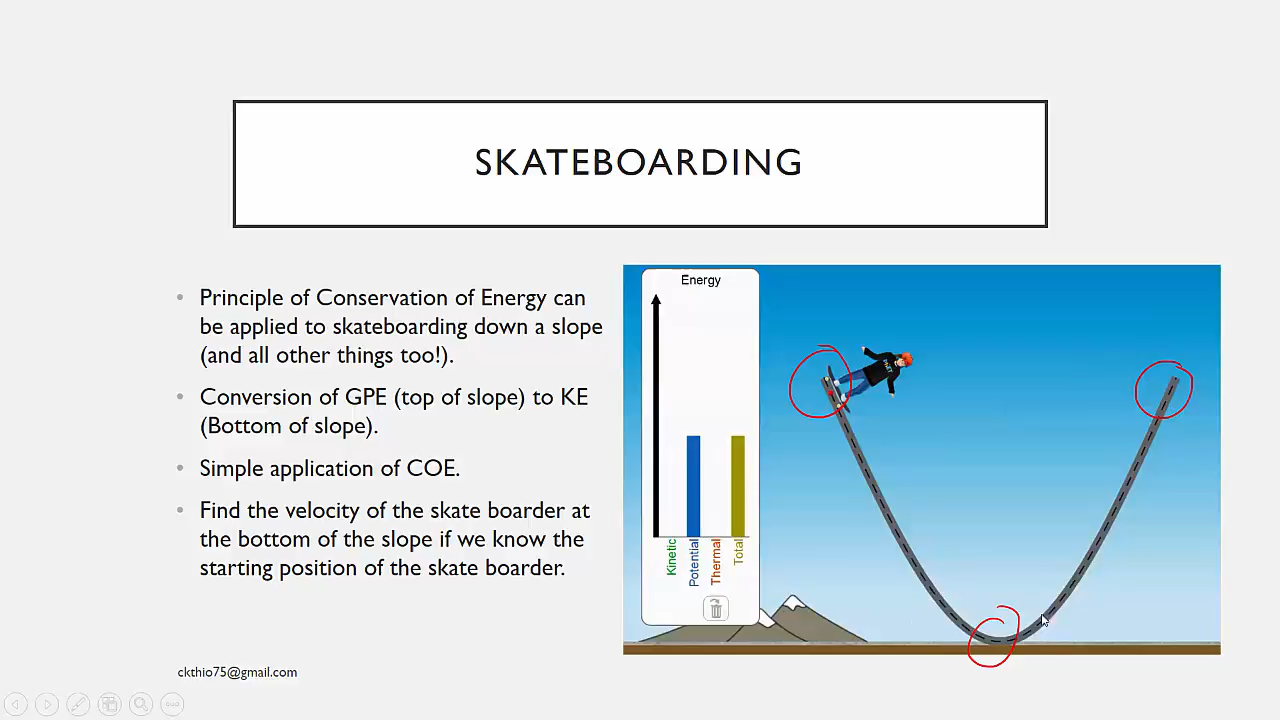 SKATEBOARDING
• Principle of Conservation of Energy can
be applied to skateboarding down a slope
(and all other things too!).
• Conversion of GPE (top of slope) to KE
(Bottom of slope).
• Simple application of COE.
• Find the velocity of the skate boarder at
the bottom of the slope if we know the
starting position of the skate boarder.
Energy
Kinetic
Potential
Thermal
Total
ckthio75@gmail.com